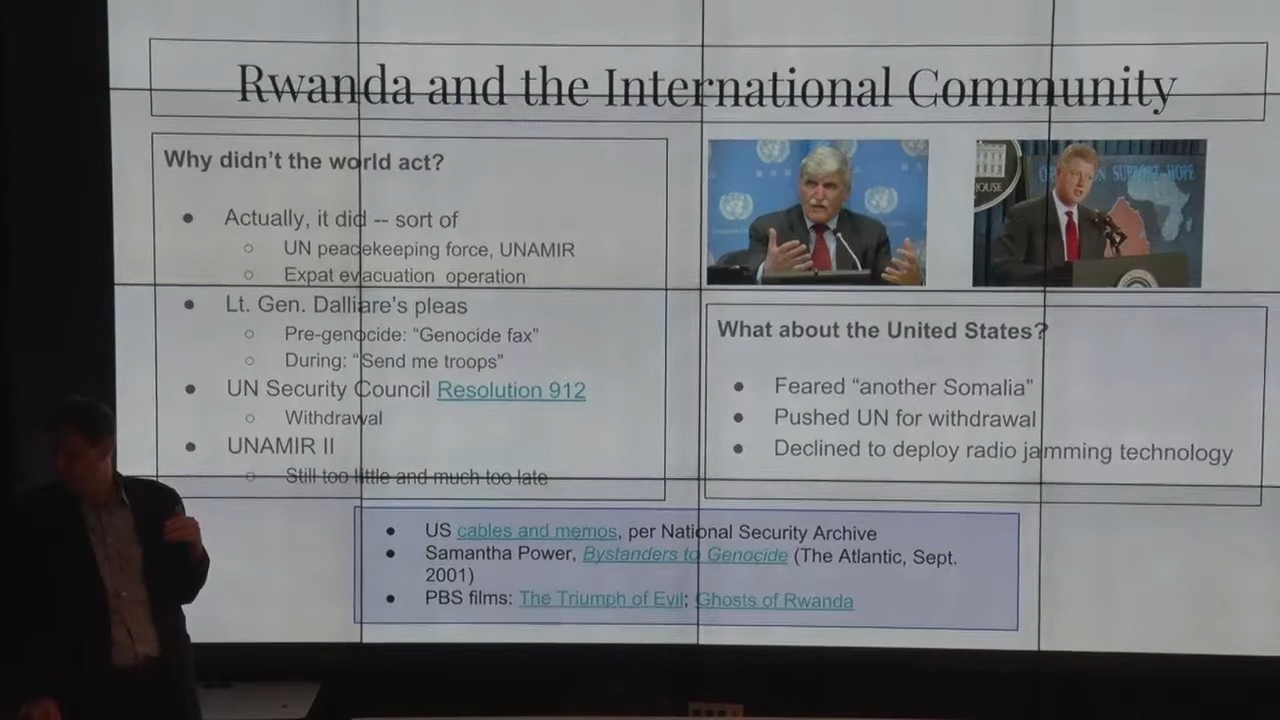 Rwanda and the International Community
Why didn't the world act?
Actually, it did -- sort of
UN peacekeeping force, UNAMIR
Expat evacuation operation
Lt. Gen. Dalliare's pleas
Pre-genocide: "Genocide fax"
During: "Send me troops"
UN Security Council Resolution 912
Withdrawal
UNAMIR II
Still too little and much too late
HOUSE
SUPPORT HOPE
What about the United States?
Feared "another Somalia"
Pushed UN for withdrawal
Declined to deploy radio jamming technology
US cables and memos, per National Security Archive
Samantha Power, Bystanders to Genocide (The Atlantic, Sept.
2001)
PBS films: The Triumph of Evil; Ghosts of Rwanda